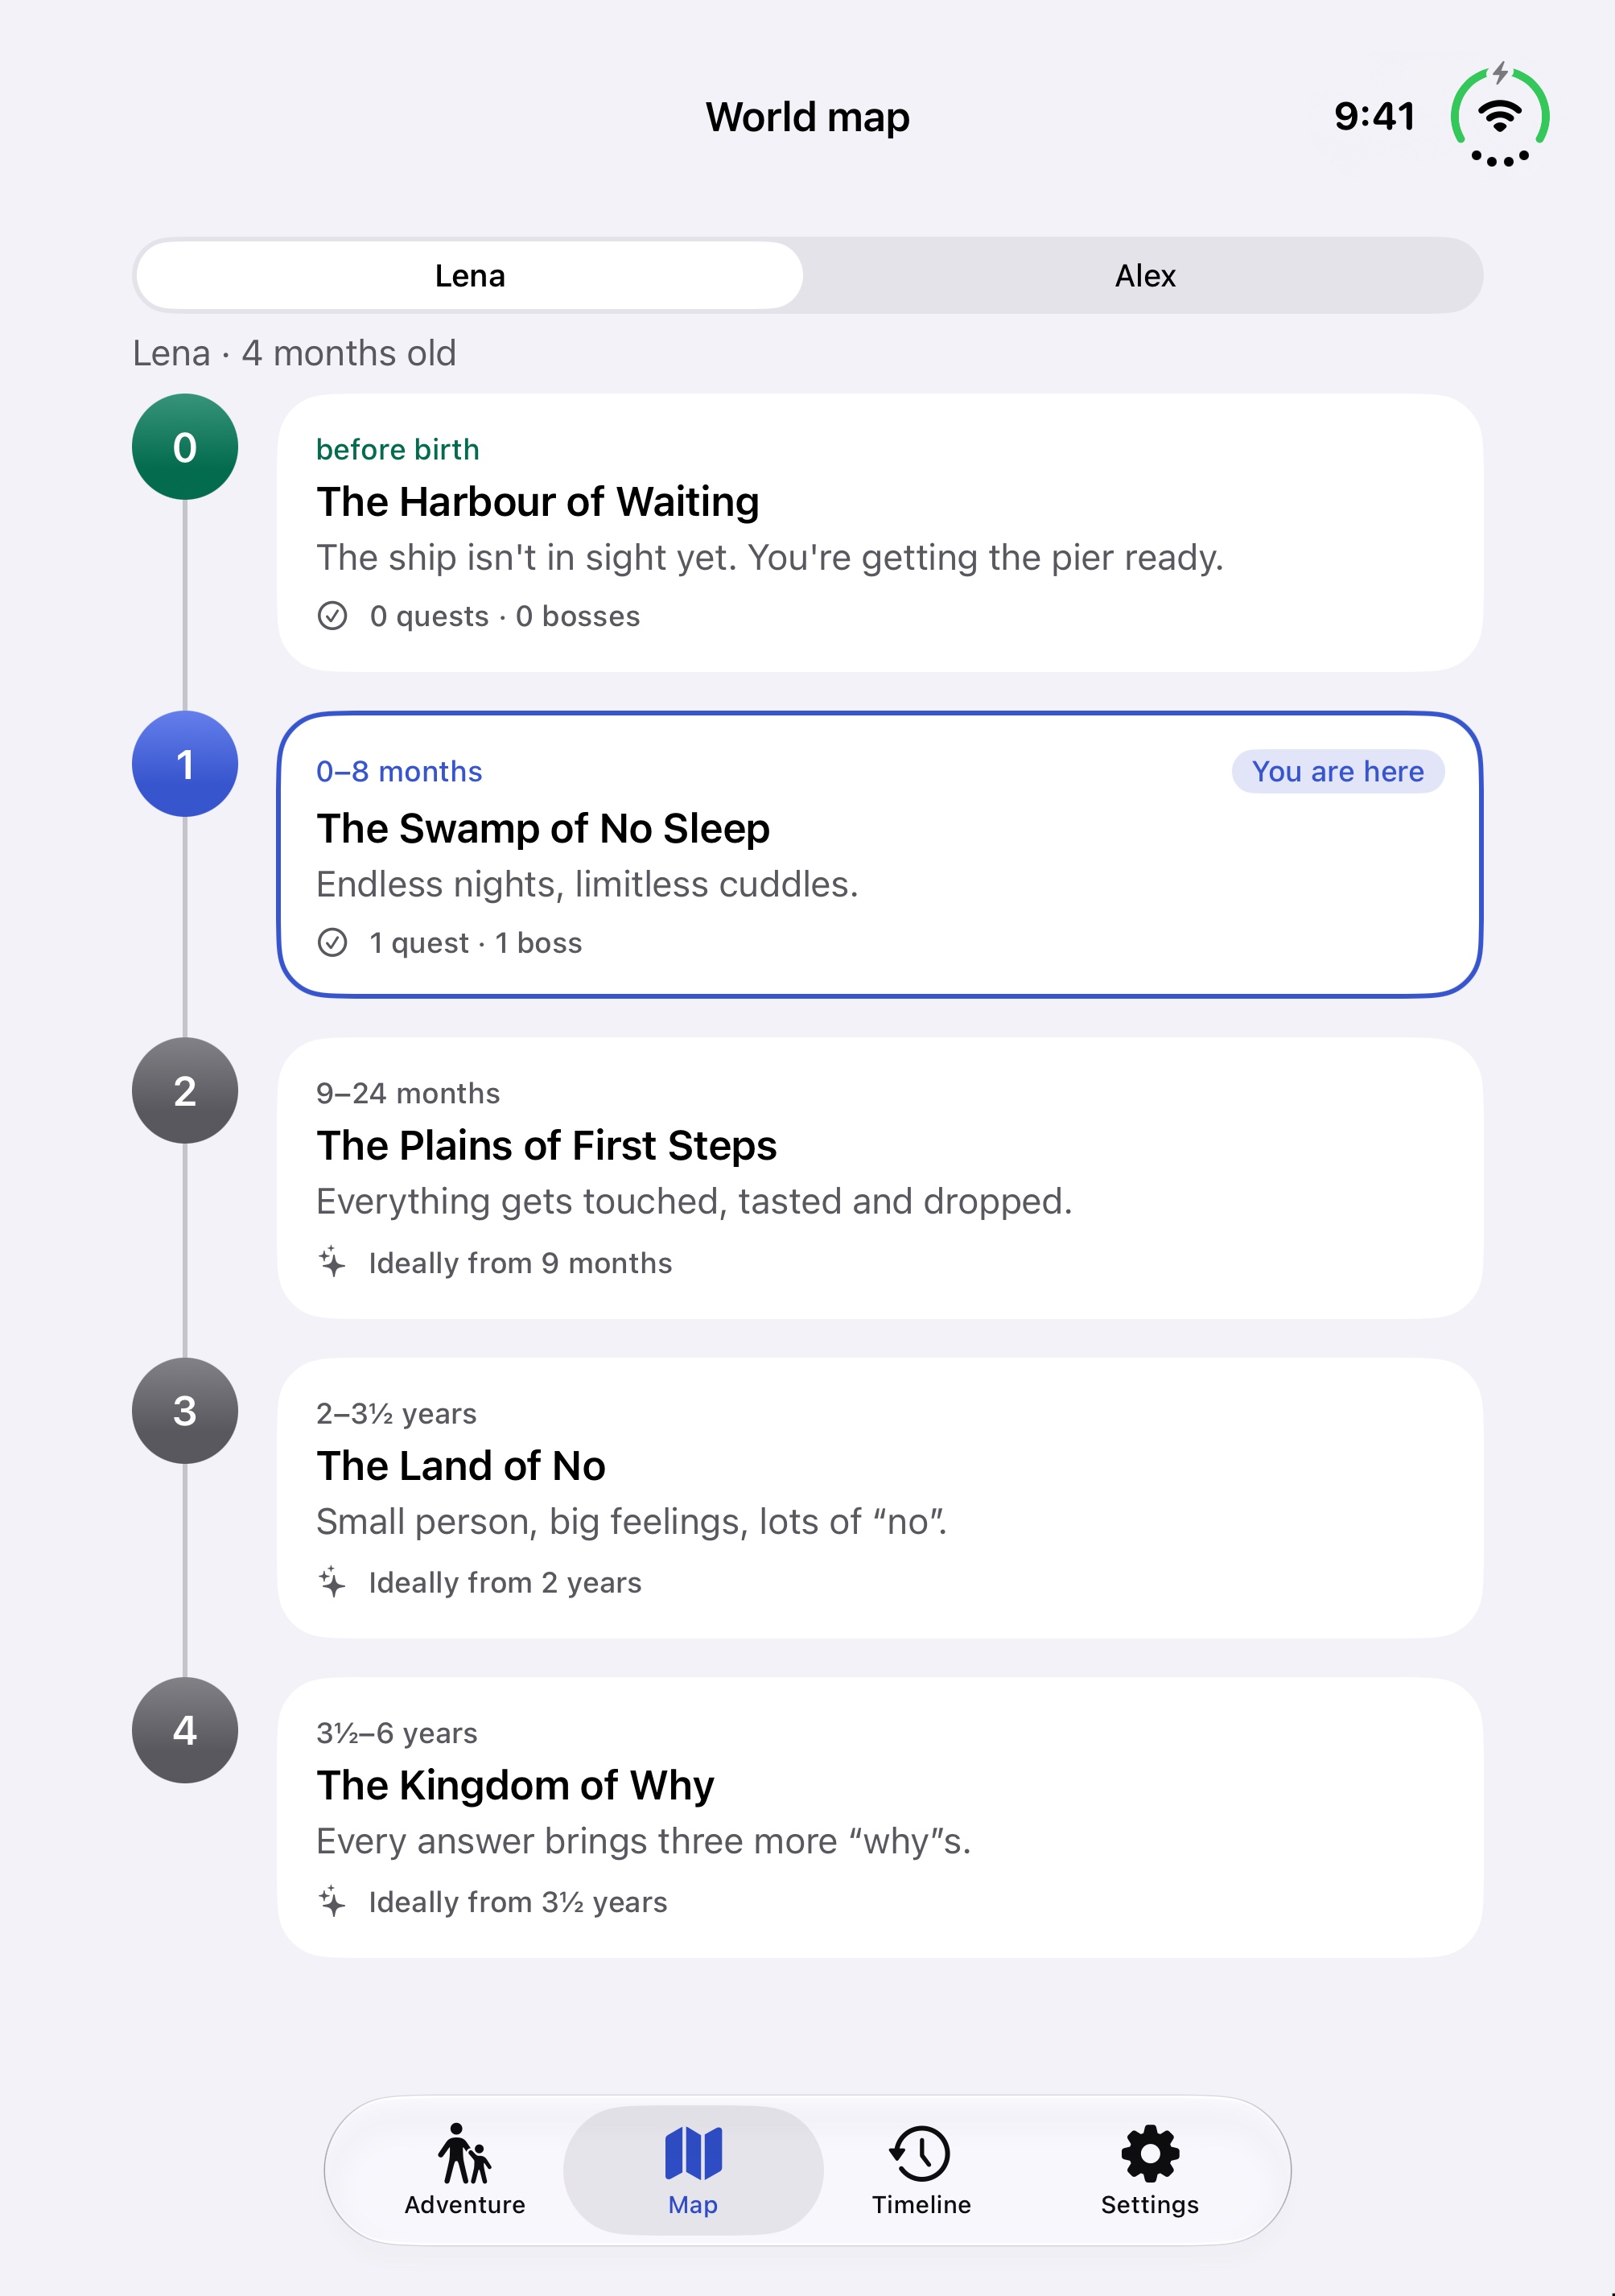 World map
9:41
Lena
Alex
Lena · 4 months old
0
before birth
The Harbour of Waiting
The ship isn't in sight yet. You're getting the pier ready.
0 quests · 0 bosses
1
0–8 months
You are here
The Swamp of No Sleep
Endless nights, limitless cuddles.
1 quest · 1 boss
2
9–24 months
The Plains of First Steps
Everything gets touched, tasted and dropped.
Ideally from 9 months
3
2–3½ years
The Land of No
Small person, big feelings, lots of “no”.
Ideally from 2 years
4
3½–6 years
The Kingdom of Why
Every answer brings three more “why”s.
Ideally from 3½ years
Adventure
Map
Timeline
Settings